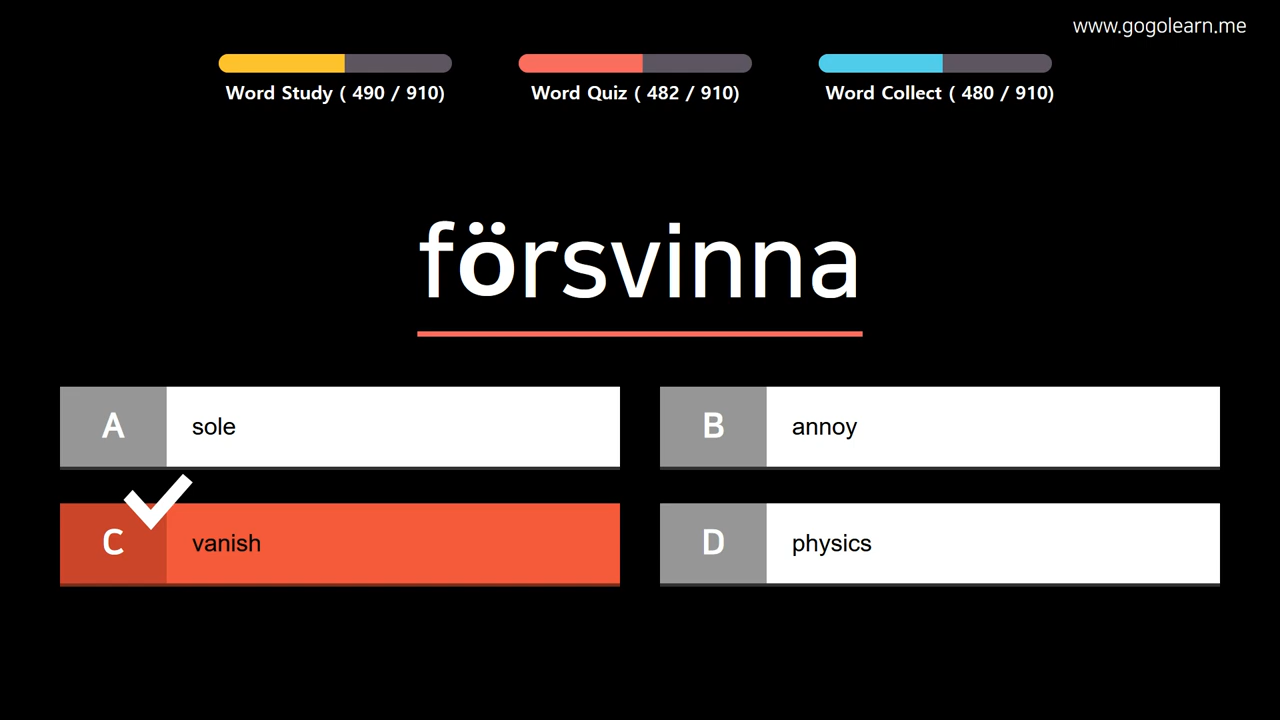 www.gogolearn.me
Word Study ( 490 / 910)
Word Quiz ( 482 / 910)
Word Collect ( 480 / 910)
försvinna
A sole
B annoy
C vanish
D physics